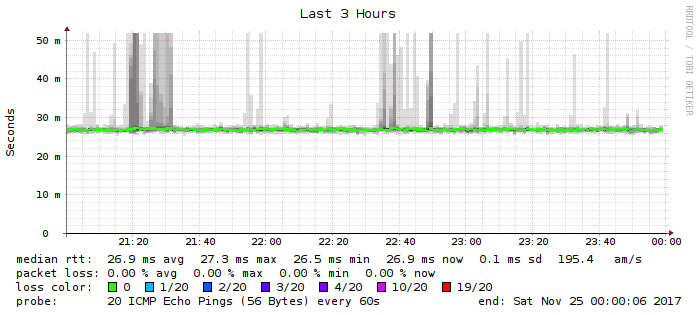 Last 3 Hours
RRDTOOL / TOBI OETIKER
Seconds
50 m
40 m
30 m
20 m
10 m
0
21:20 21:40 22:00 22:20 22:40 23:00 23:20 23:40 00:00
median rtt: 26.9 ms avg 27.3 ms max 26.5 ms min 26.9 ms now 0.1 ms sd 195.4 am/s
packet loss: 0.00 % avg 0.00 % max 0.00 % min 0.00 % now
loss color: 0 1/20 2/20 3/20 4/20 10/20 19/20
probe: 20 ICMP Echo Pings (56 Bytes) every 60s end: Sat Nov 25 00:00:06 2017